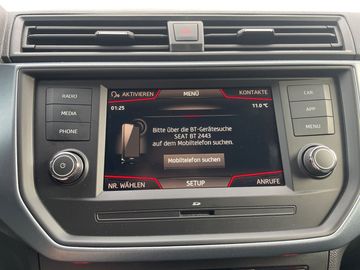 AKTIVIEREN MENÜ KONTAKTE
RADIO
MEDIA
PHONE
01:25 11.0 °C
Bitte über die BT-Gerätesuche
SEAT BT 2443
auf dem Mobiltelefon suchen.
Mobiltelefon suchen
NR. WÄHLEN SETUP ANRUFE
CAR
APP
MENU